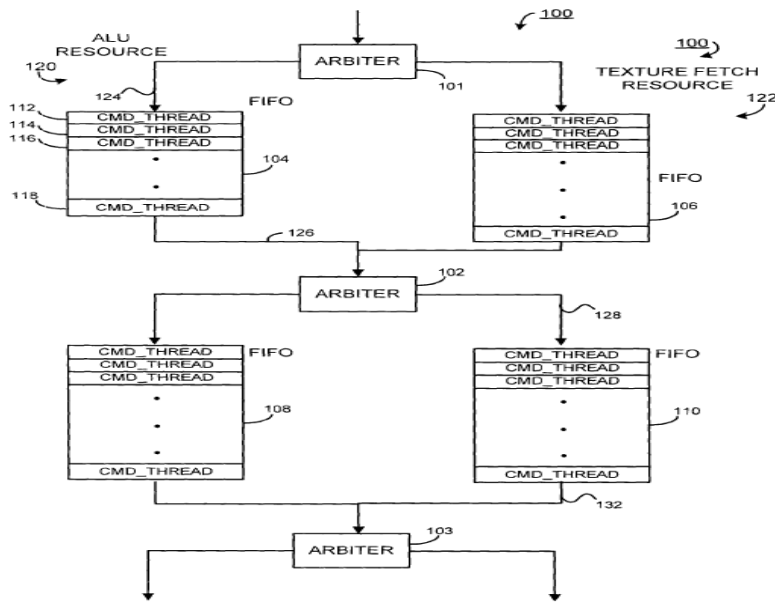 100
ALU
RESOURCE
120
ARBITER
101
100
TEXTURE FETCH
RESOURCE
122
124
FIFO
112
CMD_THREAD
114
CMD_THREAD
116
CMD_THREAD
104
118
CMD_THREAD
CMD_THREAD
CMD_THREAD
CMD_THREAD
FIFO
106
CMD_THREAD
126
ARBITER
102
128
CMD_THREAD
FIFO
CMD_THREAD
CMD_THREAD
108
CMD_THREAD
CMD_THREAD
FIFO
CMD_THREAD
CMD_THREAD
110
CMD_THREAD
132
ARBITER
103